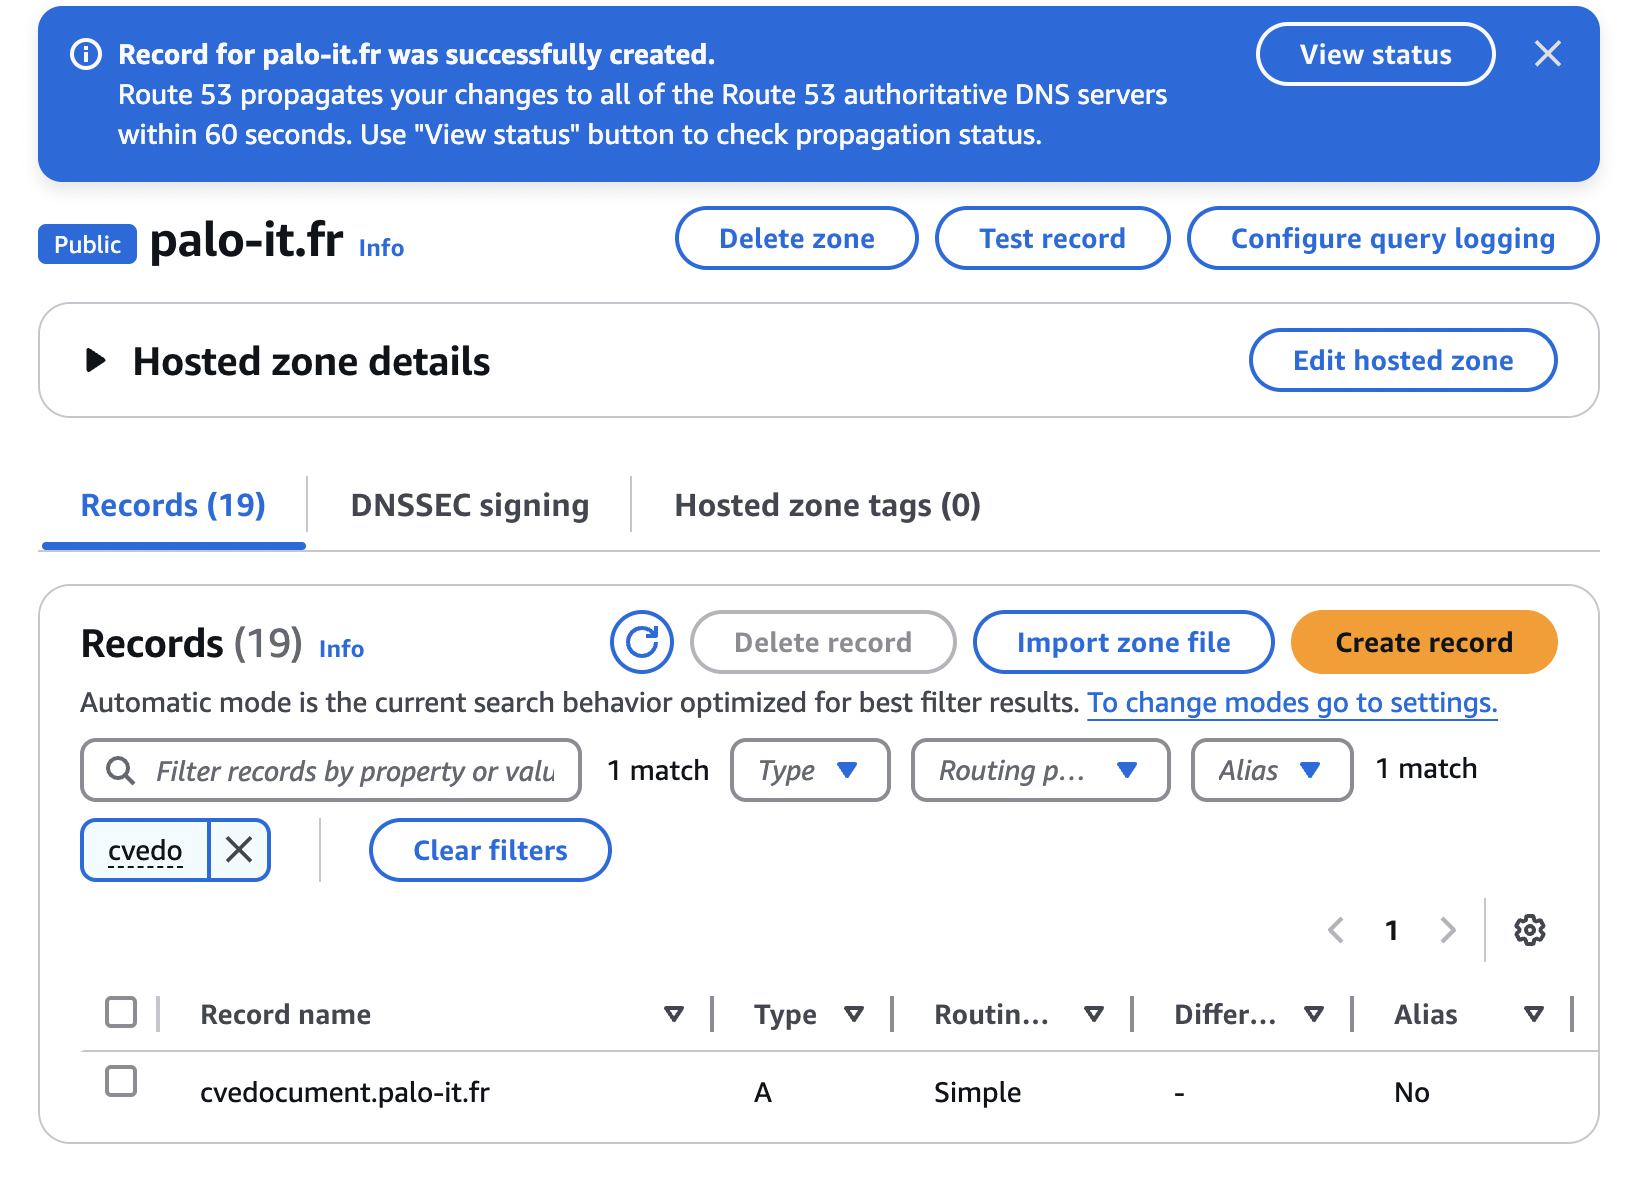 Record for palo-it.fr was successfully created.
Route 53 propagates your changes to all of the Route 53 authoritative DNS servers
within 60 seconds. Use "View status" button to check propagation status.
View status
Public palo-it.fr Info
Delete zone
Test record
Configure query logging
Hosted zone details
Edit hosted zone
Records (19)
DNSSEC signing
Hosted zone tags (0)
Records (19) Info
Delete record
Import zone file
Create record
Automatic mode is the current search behavior optimized for best filter results. To change modes go to settings.
Filter records by property or valu
1 match
Type
Routing p...
Alias
1 match
cvedo
Clear filters
1
Record name
Type
Routin...
Differ...
Alias
cvedocument.palo-it.fr
A
Simple
-
No